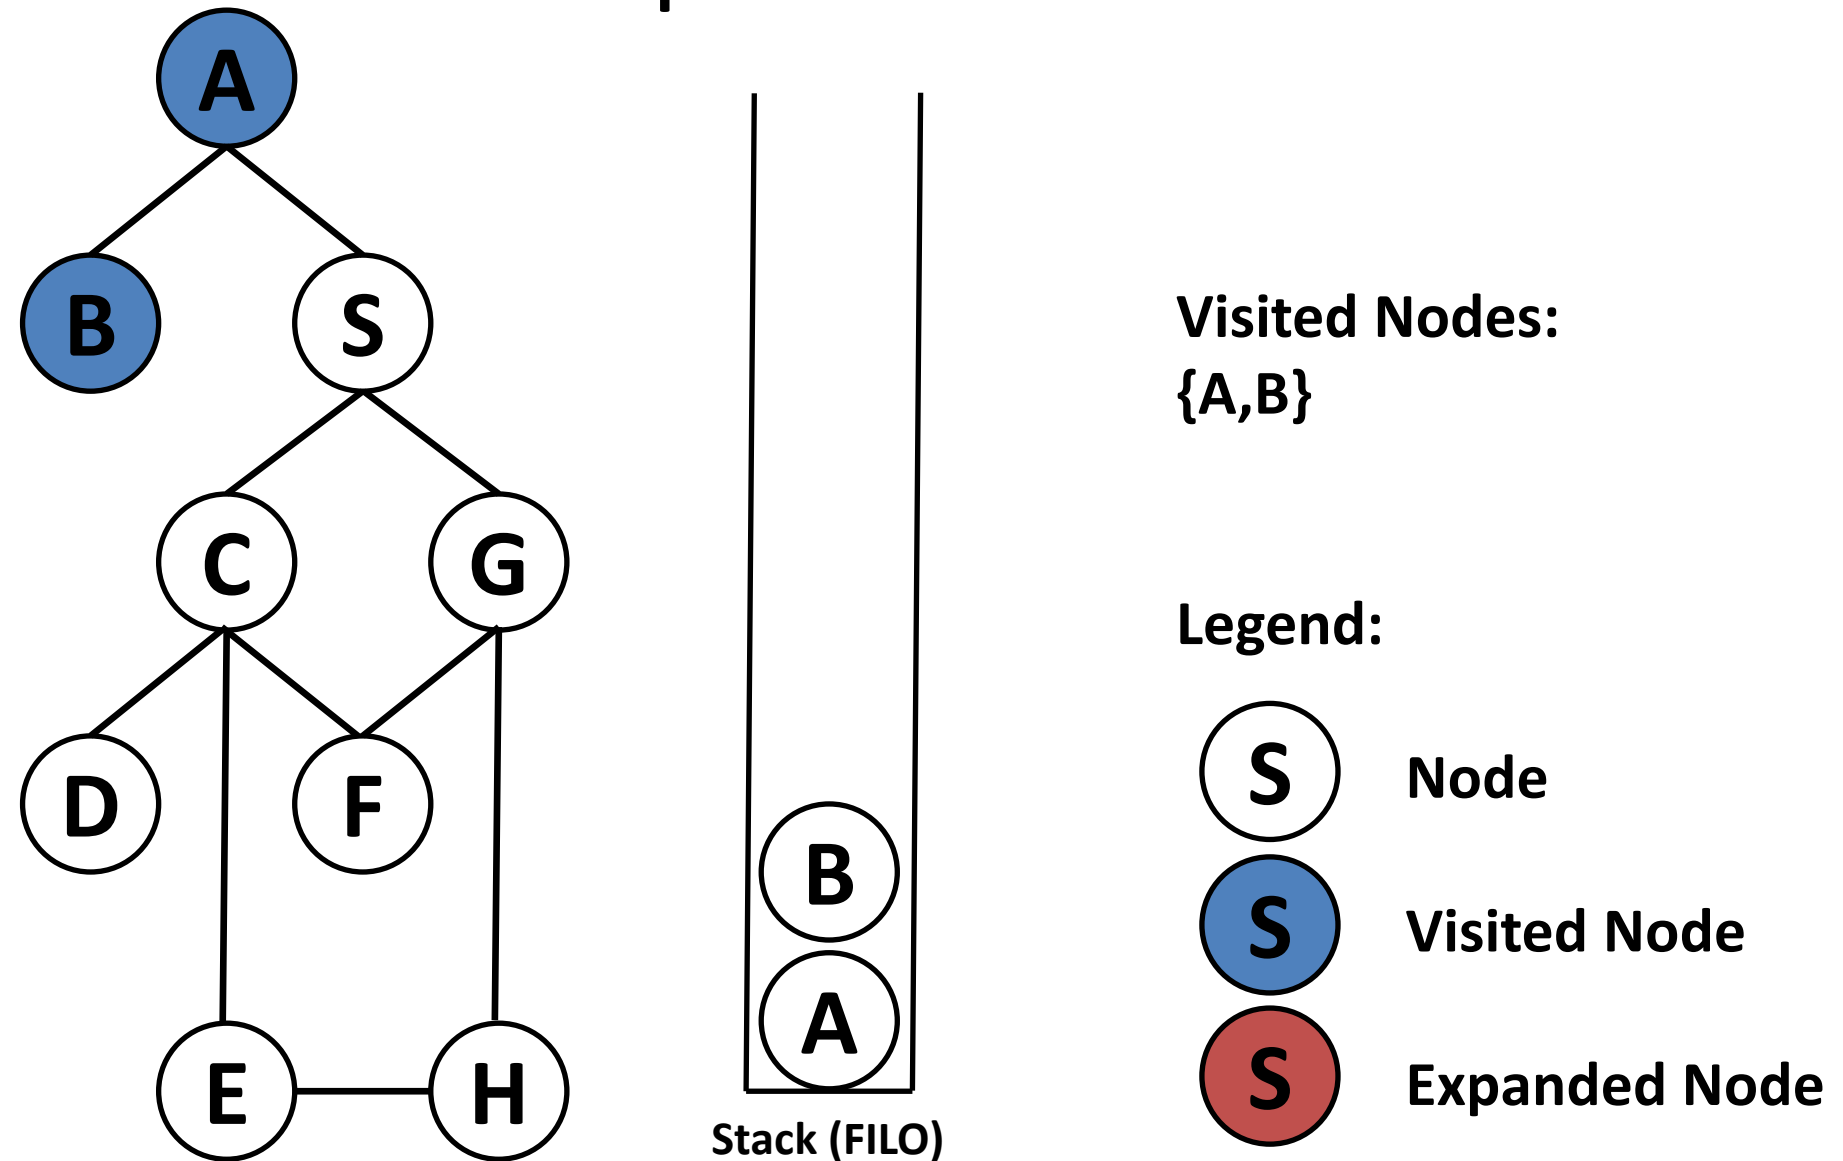 A
B
S
C
G
D
F
E
H
B
A
Stack (FILO)
Visited Nodes:
{A,B}
Legend:
S Node
S Visited Node
S Expanded Node